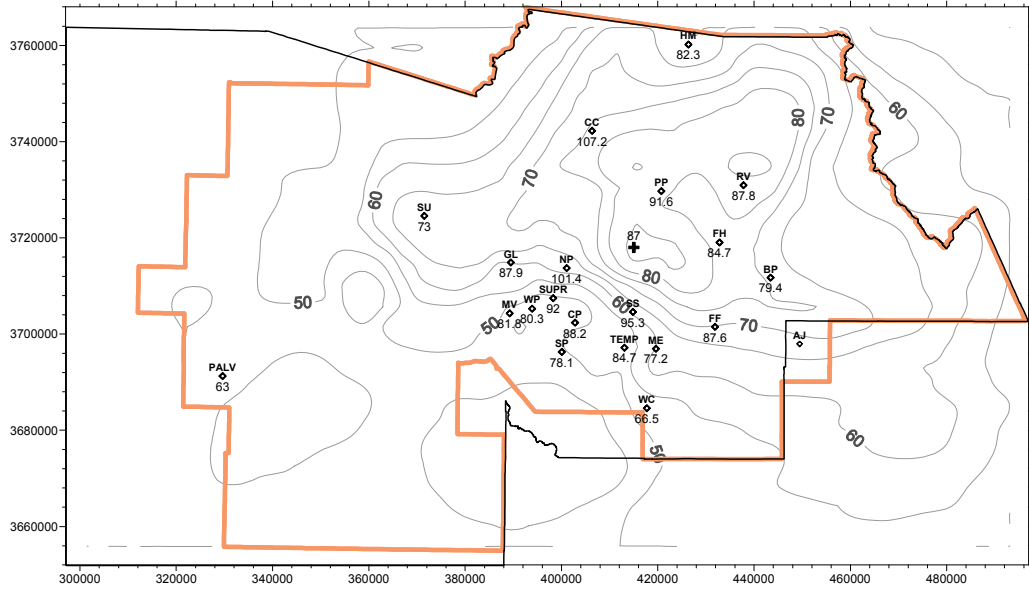 3760000
3740000
3720000
3700000
3680000
3660000
HM
82.3
60
80
70
CC
107.2
70
60
PP
91.6
RV
87.8
SU
73
87
FH
84.7
GL
87.9
NP
101.4
80
BP
79.4
50
SUPR
92
MV
81.8
WP
80.3
50
CP
88.2
60
SS
95.3
70
FF
87.6
AJ
SP
78.1
TEMP
84.7
ME
77.2
PALV
63
WC
66.5
50
60
300000 320000 340000 360000 380000 400000 420000 440000 460000 480000